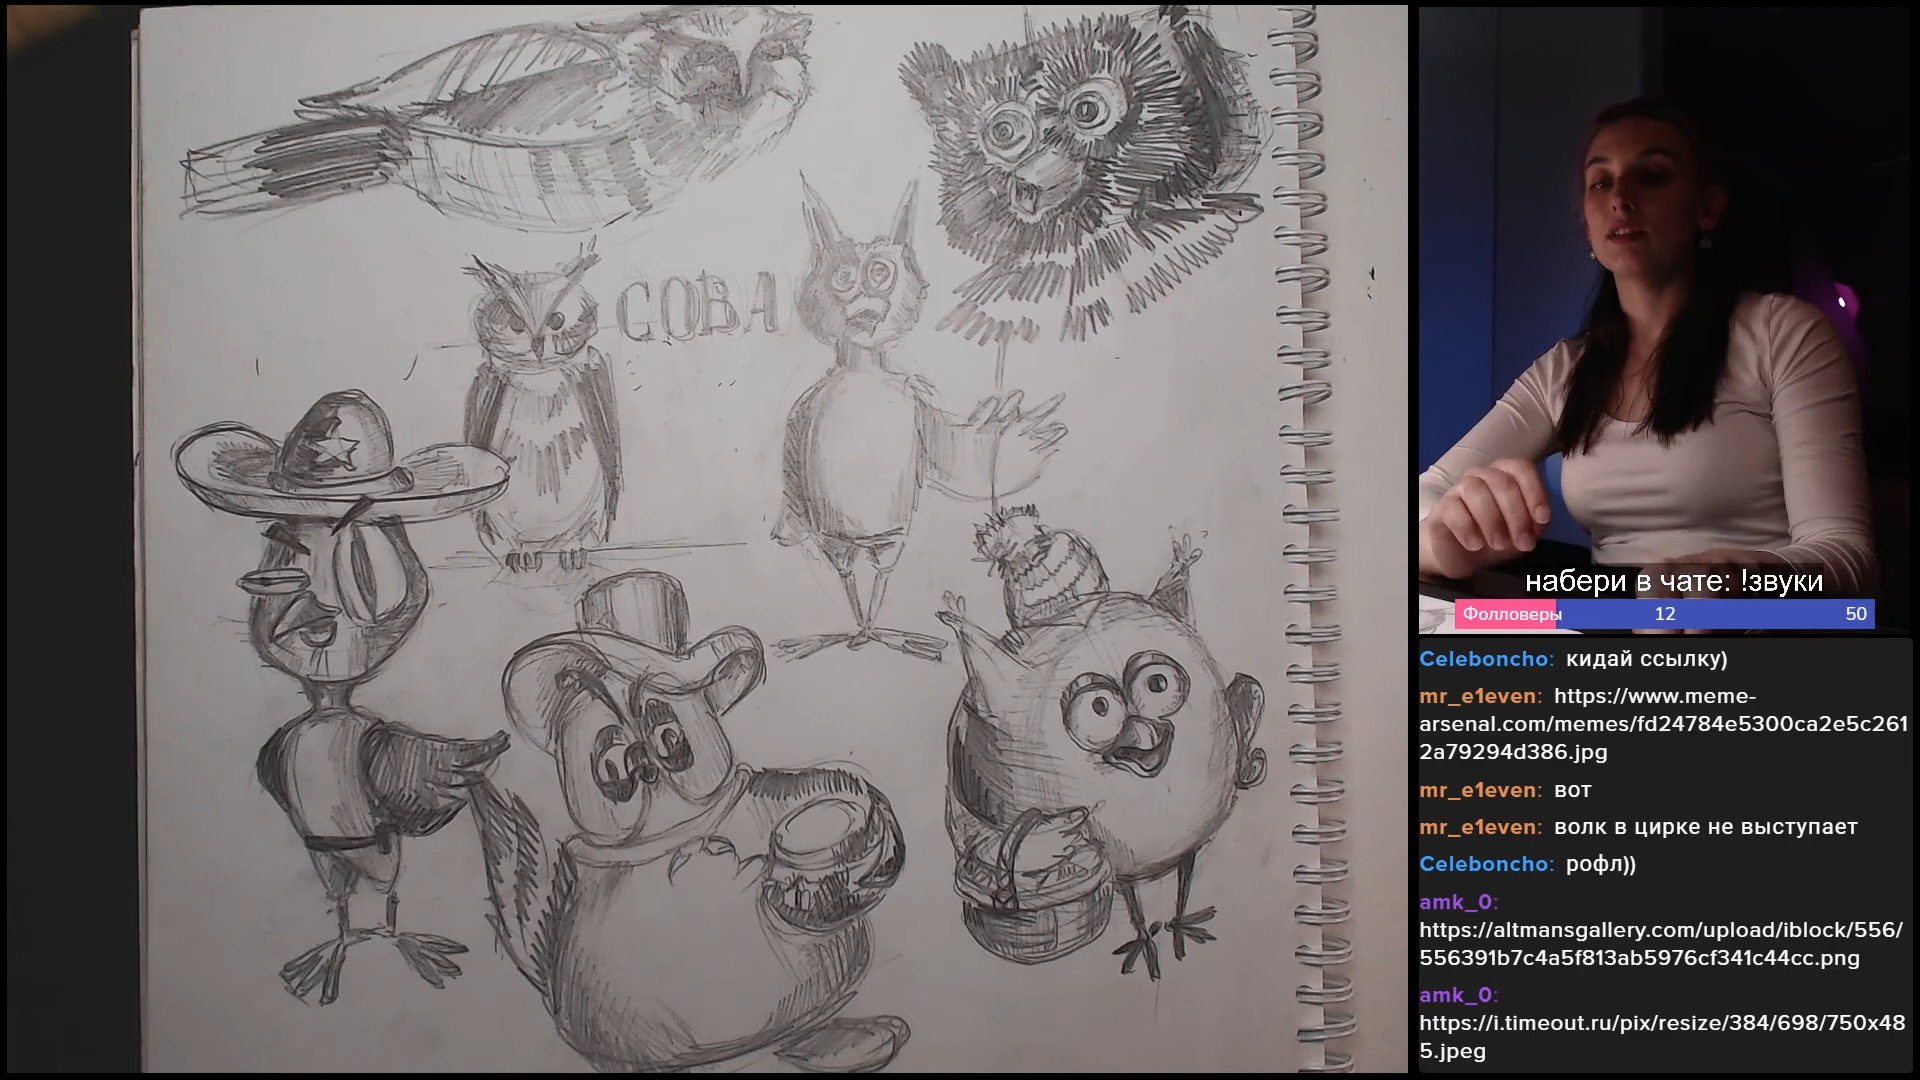 СОВА
набери в чате: !звуки
Фолловеры 12 50
Celeboncho: кидай ссылку)
mr_e1even: https://www.meme-
arsenal.com/memes/fd24784e5300ca2e5c261
2a79294d386.jpg
mr_e1even: вот
mr_e1even: волк в цирке не выступает
Celeboncho: рофл))
amk_0:
https://altmansgallery.com/upload/iblock/556/
556391b7c4a5f813ab5976cf341c44cc.png
amk_0:
https://i.timeout.ru/pix/resize/384/698/750x48
5.jpeg